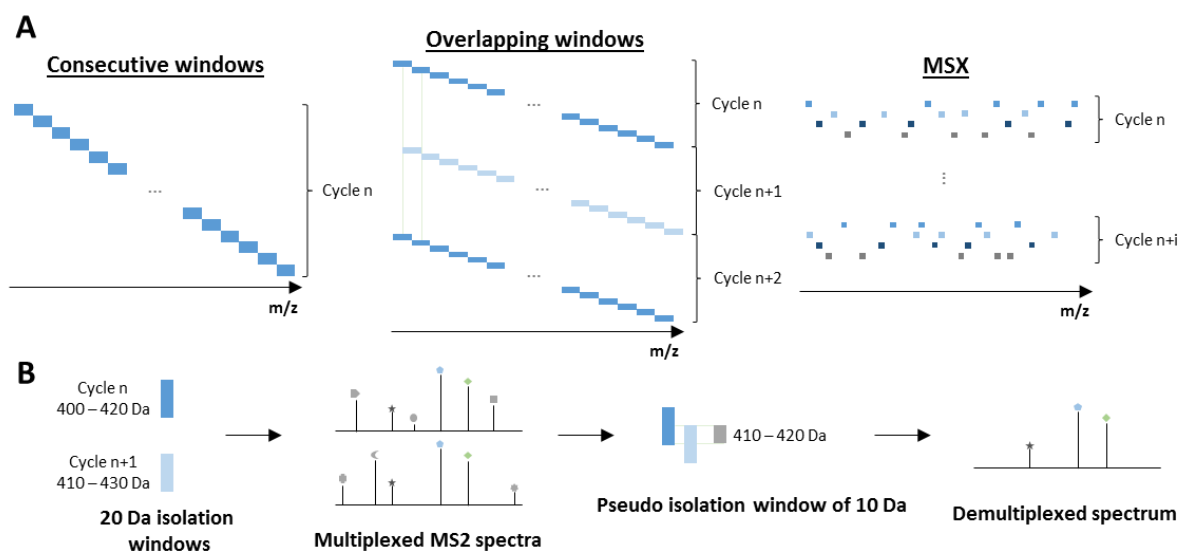 A
Consecutive windows
...
Cycle n
m/z
Overlapping windows
...
Cycle n
...
Cycle n+1
...
Cycle n+2
m/z
MSX
Cycle n
...
Cycle n+i
m/z
B
Cycle n
400 – 420 Da
Cycle n+1
410 – 430 Da
20 Da isolation
windows
Multiplexed MS2 spectra
410 – 420 Da
Pseudo isolation window of 10 Da
Demultiplexed spectrum